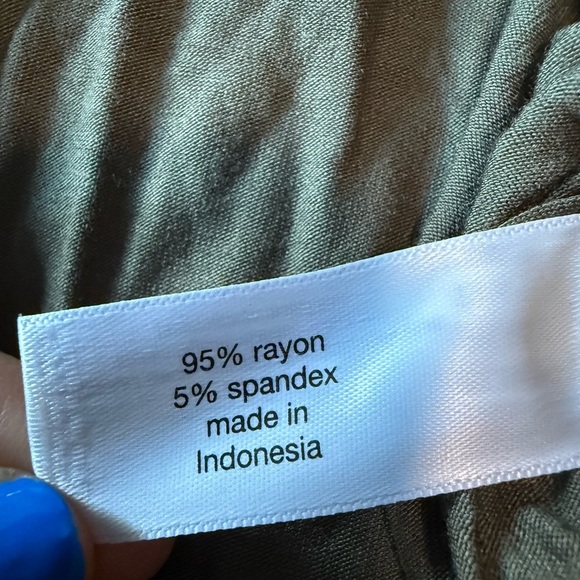 95% rayon
5% spandex
made in
Indonesia